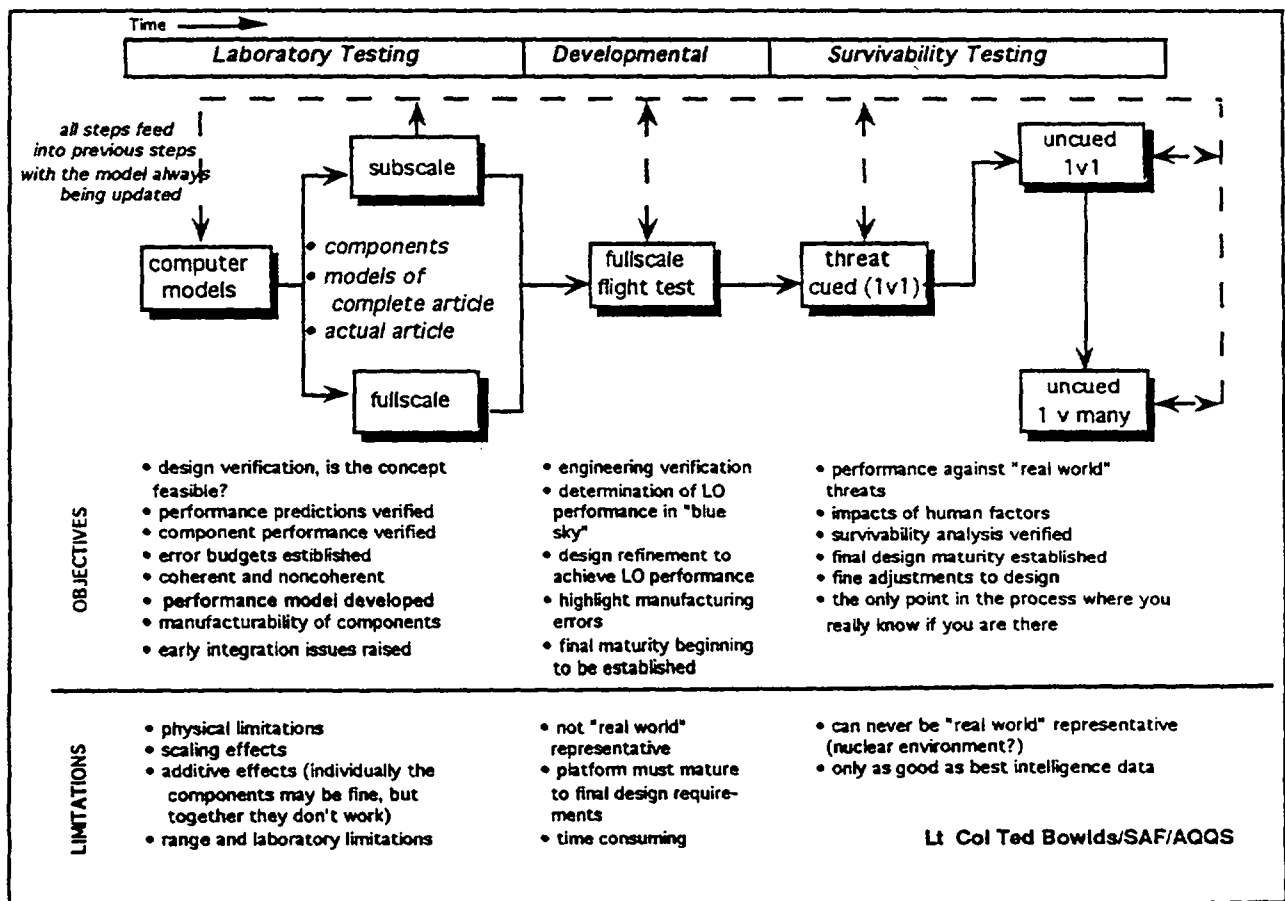 Time
Laboratory Testing
Developmental
Survivability Testing
all steps feed
into previous steps
with the model always
being updated
computer
models
subscale
• components
• models of
complete article
• actual article
fullscale
fullscale
flight test
threat
cued (1v1)
uncued
1v1
uncued
1 v many
OBJECTIVES
• design verification, is the concept
feasible?
• performance predictions verified
• component performance verified
• error budgets estiblished
• coherent and noncoherent
• performance model developed
• manufacturability of components
• early integration issues raised
• engineering verification
• determination of LO
performance in "blue
sky"
• design refinement to
achieve LO performance
• highlight manufacturing
errors
• final maturity beginning
to be established
• performance against "real world"
threats
• impacts of human factors
• survivability analysis verified
• final design maturity established
• fine adjustments to design
• the only point in the process where you
really know if you are there
LIMITATIONS
• physical limitations
• scaling effects
• additive effects (individually the
components may be fine, but
together they don't work)
• range and laboratory limitations
• not "real world"
representative
• platform must mature
to final design require-
ments
• time consuming
• can never be "real world" representative
(nuclear environment?)
• only as good as best intelligence data
Lt Col Ted Bowlds/SAF/AQQS